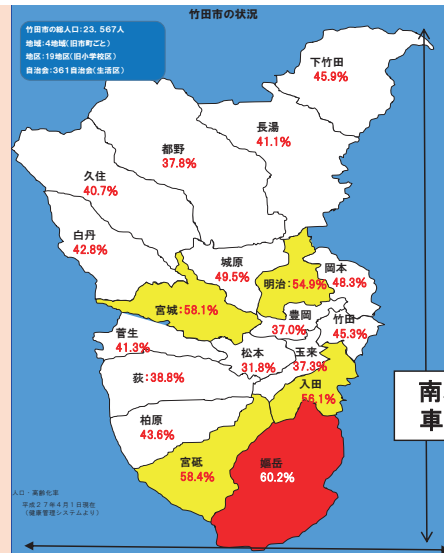 竹田市の状況
竹田市の総人口：23，567人
地域：4地域（旧市町ごと）
地区：19地区（旧小学校区）
自治会：361自治会（生活区）
下竹田
45.9%
長湯
41.1%
都野
37.8%
久住
40.7%
白丹
42.8%
城原
49.5%
明治：54.9%
岡本
48.3%
宮城：58.1%
豊岡
37.0%
竹田
45.3%
菅生
41.3%
松本
31.8%
玉来
37.3%
荻：38.8%
入田
56.1%
柏原
43.6%
宮砥
58.4%
嫗岳
60.2%
南
車
人口・高齢化率
平成27年4月1日現在
（健康管理システムより）